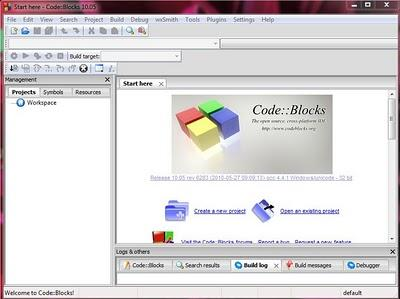 Start here - Code::Blocks 10.05
File Edit View Search Project Build Debug wxSmith Tools Plugins Settings Help
Build target:
Management
Projects Symbols Resources
Workspace
Start here
Code::Blocks
The open source, cross-platform IDE
http://www.codeblocks.org
Release 10.05 rev 6283 (2010-05-27 09:09:13) gcc 4.4.1 Windows/unicode - 32 bit
Create a new project Open an existing project
Visit the Code::Blocks forums Report a bug Request a new feature
Logs & others
Code::Blocks Search results Build log Build messages Debugger
Welcome to Code::Blocks! default